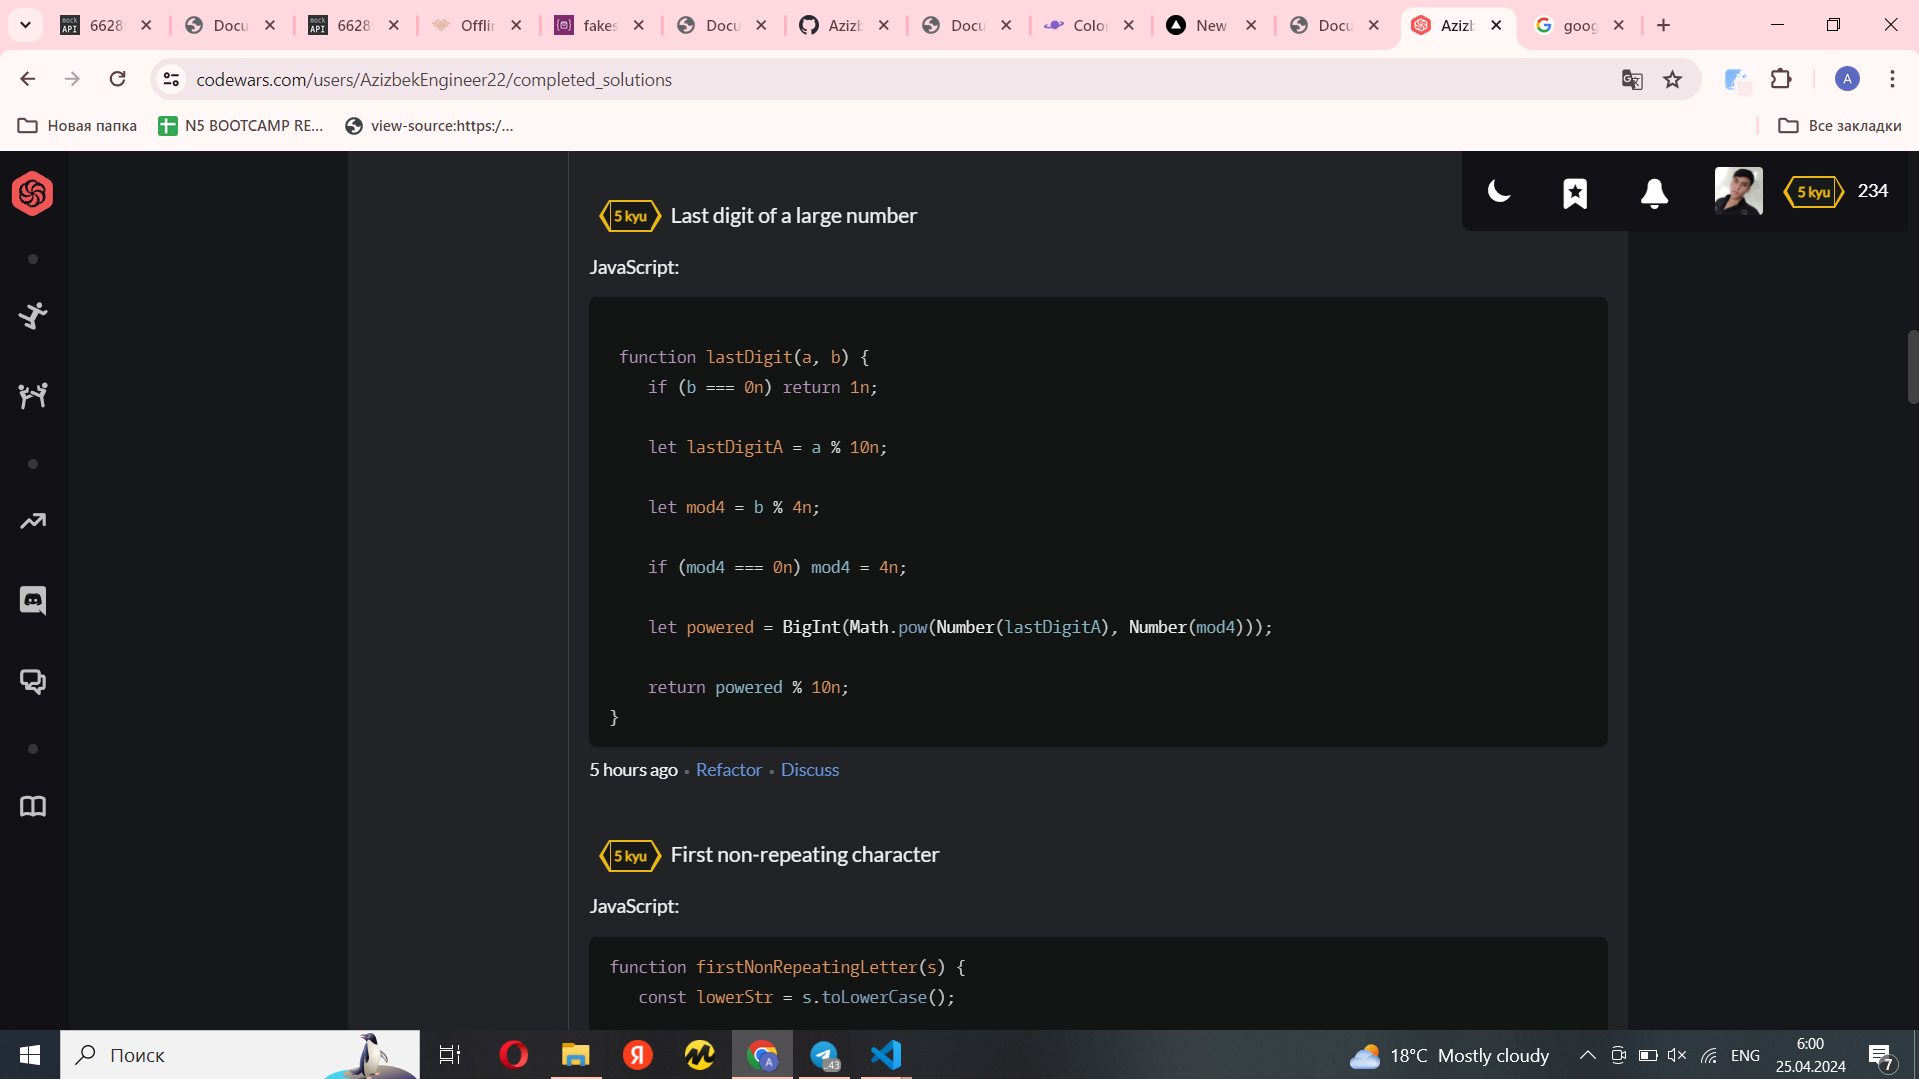 6628
Docu
6628
Offlin
fakes
Docu
Azizb
Docu
Color
New
Docu
Azizb
goog
codewars.com/users/AzizbekEngineer22/completed_solutions
A
Новая папка
N5 BOOTCAMP RE...
view-source:https:/...
Все закладки
5 kyu
234
5 kyu Last digit of a large number
JavaScript:
function lastDigit(a, b) {
if (b === 0n) return 1n;
let lastDigitA = a % 10n;
let mod4 = b % 4n;
if (mod4 === 0n) mod4 = 4n;
let powered = BigInt(Math.pow(Number(lastDigitA), Number(mod4)));
return powered % 10n;
}
5 hours ago • Refactor • Discuss
5 kyu First non-repeating character
JavaScript:
function firstNonRepeatingLetter(s) {
const lowerStr = s.toLowerCase();
Поиск
18°C Mostly cloudy
ENG
6:00
25.04.2024
7